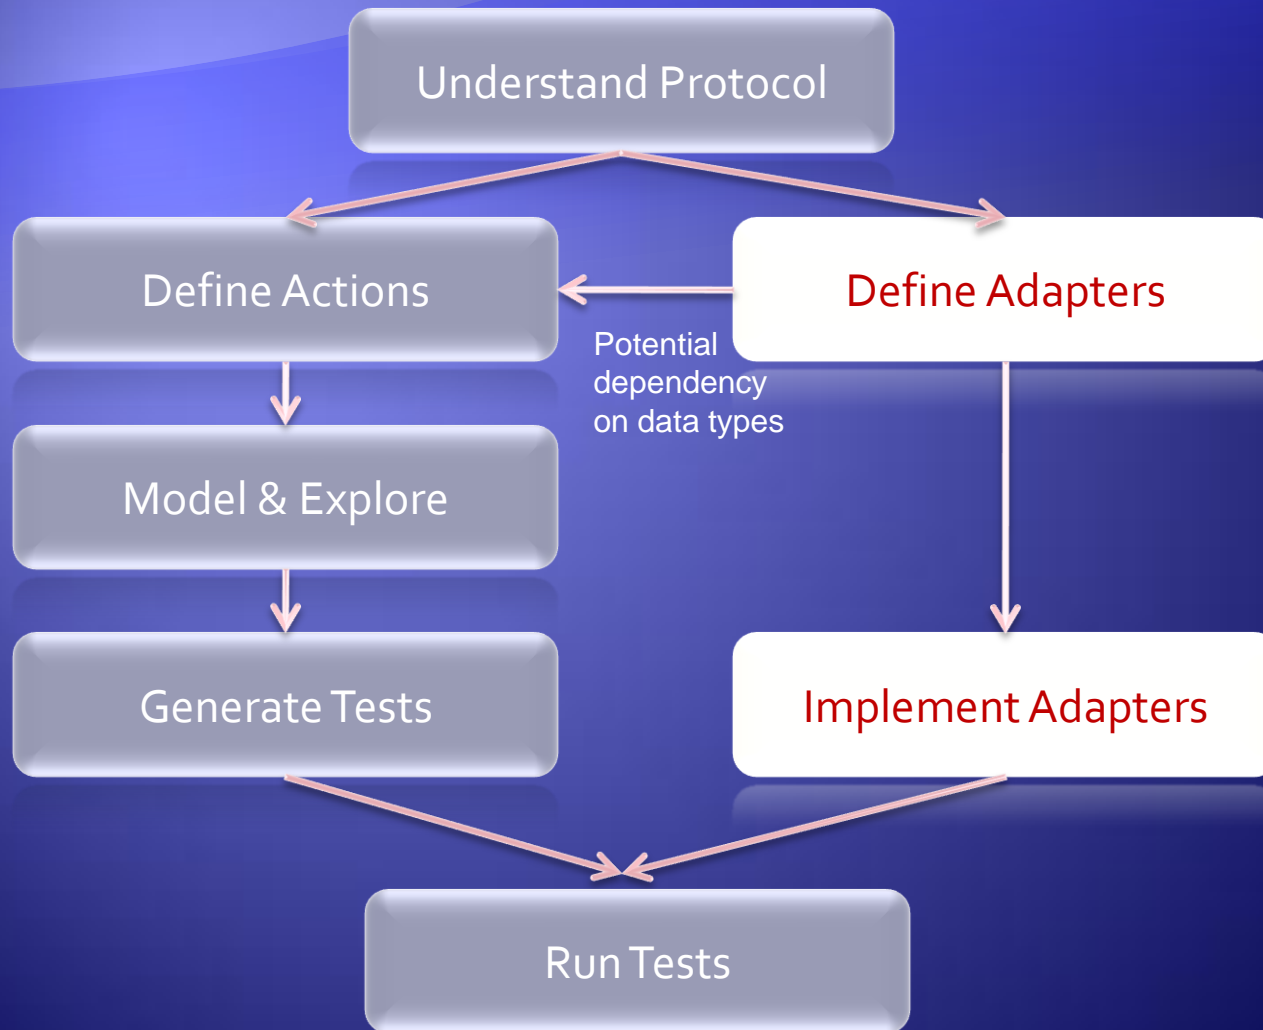 Understand Protocol
Define Actions
Define Adapters
Potential
dependency
on data types
Model & Explore
Generate Tests
Implement Adapters
Run Tests